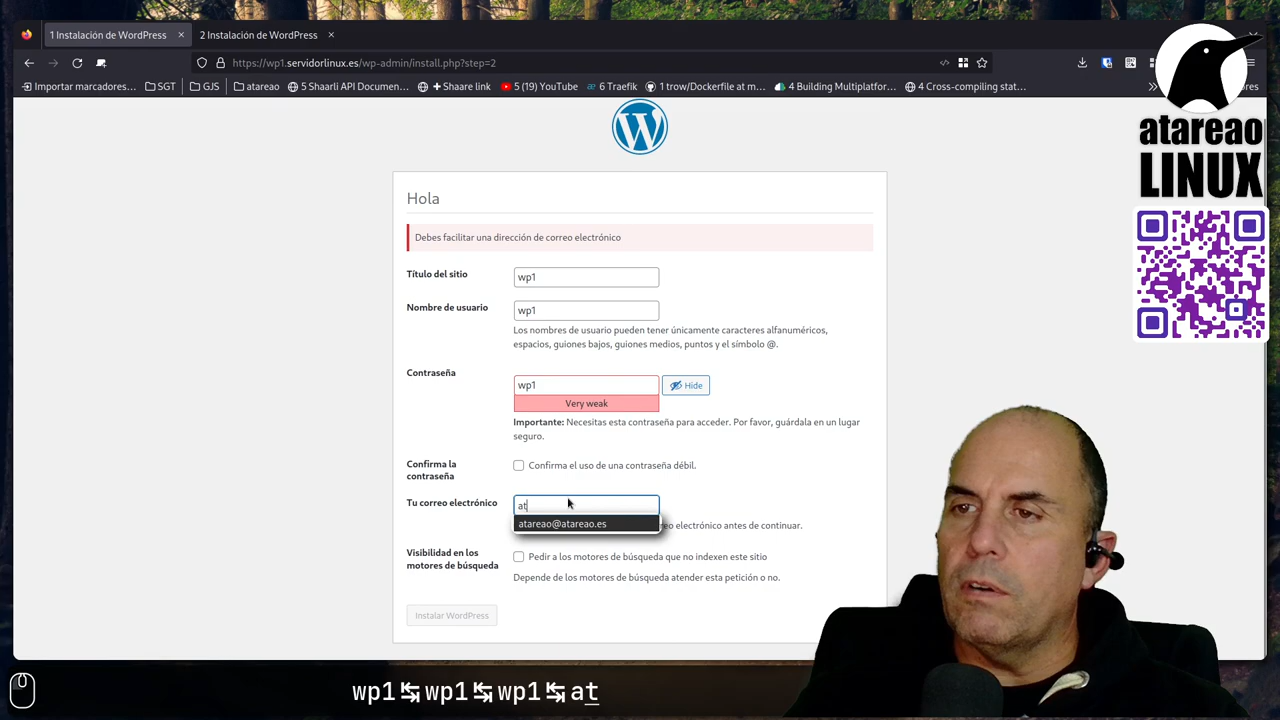 1 Instalación de WordPress
2 Instalación de WordPress
https://wp1.servidorlinux.es/wp-admin/install.php?step=2
Importar marcadores...
SGT
GJS
atareao
5 Shaarli API Documen...
+ Share link
5 (19) YouTube
6 Traefik
1 trow/Dockerfile at m...
4 Building Multiplatfor...
4 Cross-compiling stat...
atareao
LINUX
Hola
Debes facilitar una dirección de correo electrónico
Título del sitio
wp1
Nombre de usuario
wp1
Los nombres de usuario pueden tener únicamente caracteres alfanuméricos,
espacios, guiones bajos, guiones medios, puntos y el símbolo @.
Contraseña
wp1
Hide
Very weak
Importante: Necesitas esta contraseña para acceder. Por favor, guárdala en un lugar
seguro.
Confirma la
contraseña
Confirma el uso de una contraseña débil.
Tu correo electrónico
at
atareao@atareao.es
electrónico antes de continuar.
Visibilidad en los
motores de búsqueda
Pedir a los motores de búsqueda que no indexen este sitio
Depende de los motores de búsqueda atender esta petición o no.
Instalar WordPress
wp1↹wp1↹wp1↹at